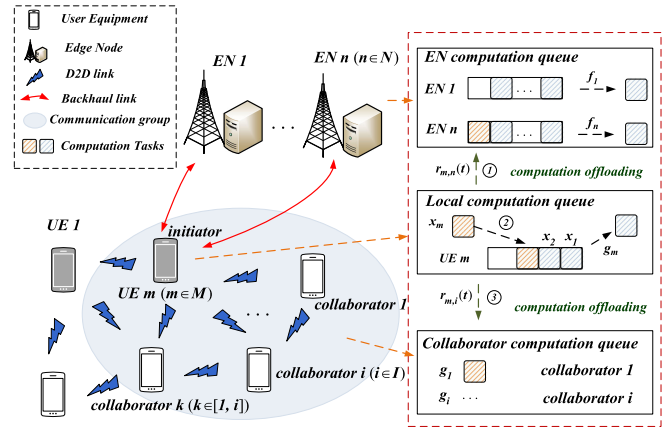 User Equipment
Edge Node
D2D link
Backhaul link
Communication group
Computation Tasks
EN 1
EN n (n∈N)
...
UE 1
initiator
UE m (m∈M)
collaborator 1
...
collaborator i (i∈I)
collaborator k (k∈[1, i])
EN computation queue
EN 1 ... f₁
EN n ... fₙ
rₘ,ₙ(t) ① computation offloading
Local computation queue
xₘ ② x₂ x₁
UE m gₘ
rₘ,ᵢ(t) ③
computation offloading
Collaborator computation queue
g₁ collaborator 1
gᵢ ... collaborator i